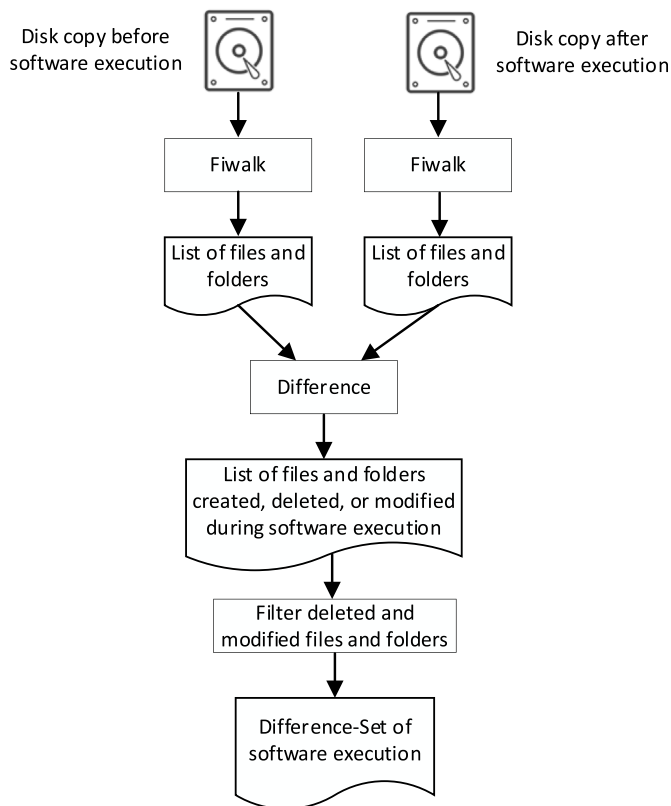 Disk copy before
software execution
Disk copy after
software execution
Fiwalk
Fiwalk
List of files and
folders
List of files and
folders
Difference
List of files and folders
created, deleted, or modified
during software execution
Filter deleted and
modified files and folders
Difference-Set of
software execution